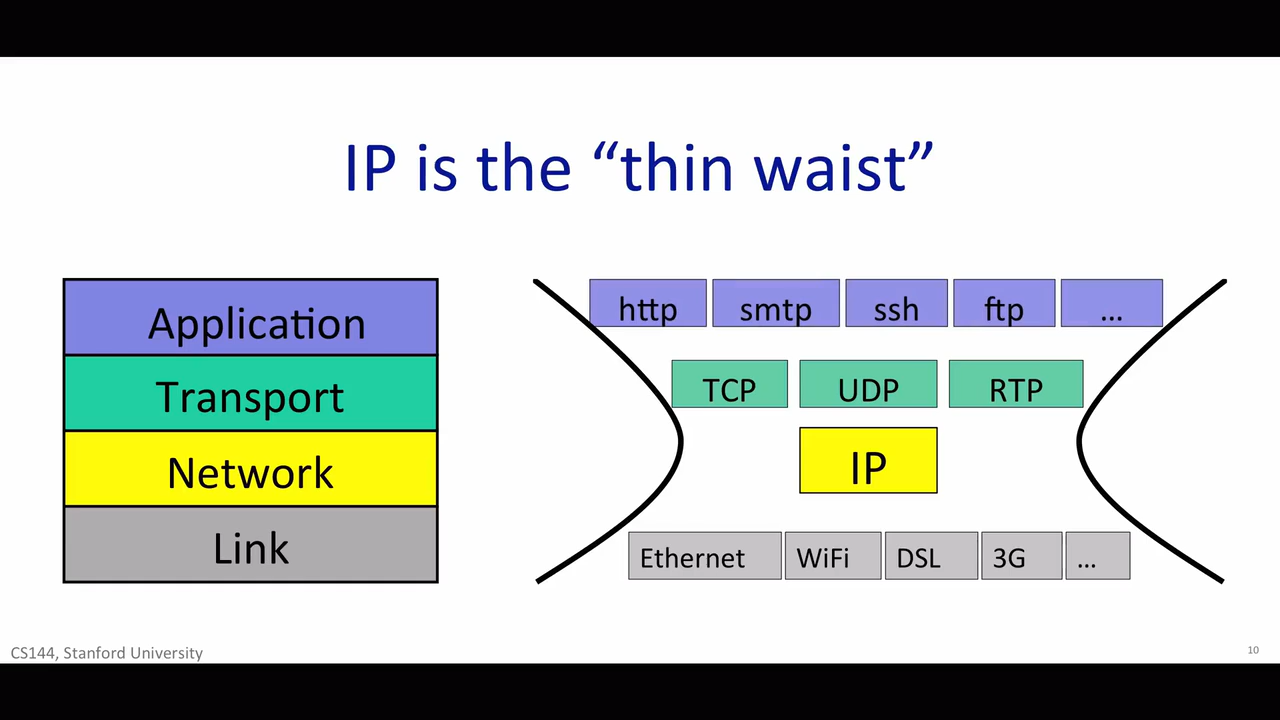 IP is the “thin waist”
Application
Transport
Network
Link
http smtp ssh ftp ...
TCP UDP RTP
IP
Ethernet WiFi DSL 3G ...
CS144, Stanford University
10